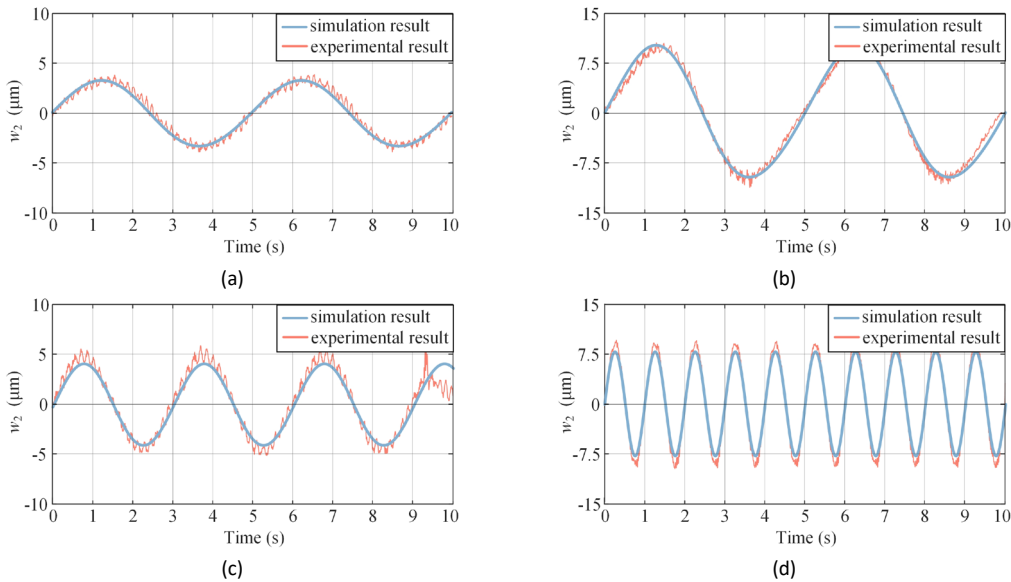 10
simulation result
experimental result
5
w2 (μm)
0
-5
-10
0 1 2 3 4 5 6 7 8 9 10
Time (s)
(a)
15
simulation result
experimental result
7.5
w2 (μm)
0
-7.5
-15
0 1 2 3 4 5 6 7 8 9 10
Time (s)
(b)
10
simulation result
experimental result
5
w2 (μm)
0
-5
-10
0 1 2 3 4 5 6 7 8 9 10
Time (s)
(c)
15
simulation result
experimental result
7.5
w2 (μm)
0
-7.5
-15
0 1 2 3 4 5 6 7 8 9 10
Time (s)
(d)